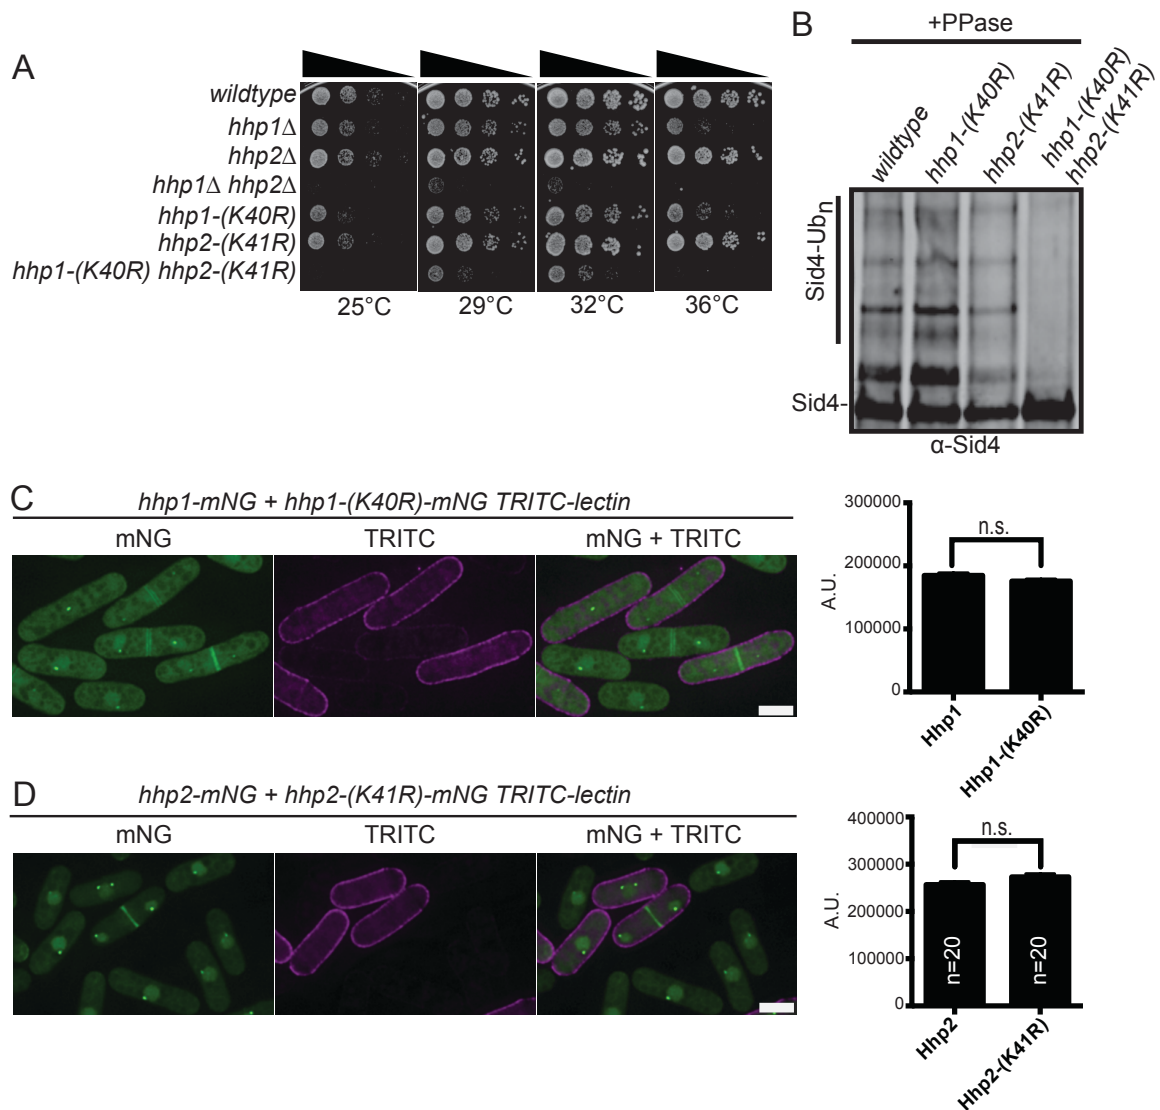 A
wildtype
hhp1Δ
hhp2Δ
hhp1Δ hhp2Δ
hhp1-(K40R)
hhp2-(K41R)
hhp1-(K40R) hhp2-(K41R)
25°C
29°C
32°C
36°C
B
+PPase
wildtype
hhp1-(K40R)
hhp2-(K41R)
hhp1-(K40R)
hhp2-(K41R)
Sid4-Ubn
Sid4-
α-Sid4
C
hhp1-mNG + hhp1-(K40R)-mNG TRITC-lectin
mNG
TRITC
mNG + TRITC
300000
200000
100000
0
A.U.
n.s.
Hhp1
Hhp1-(K40R)
D
hhp2-mNG + hhp2-(K41R)-mNG TRITC-lectin
mNG
TRITC
mNG + TRITC
400000
300000
200000
100000
0
A.U.
n.s.
n=20
n=20
Hhp2
Hhp2-(K41R)